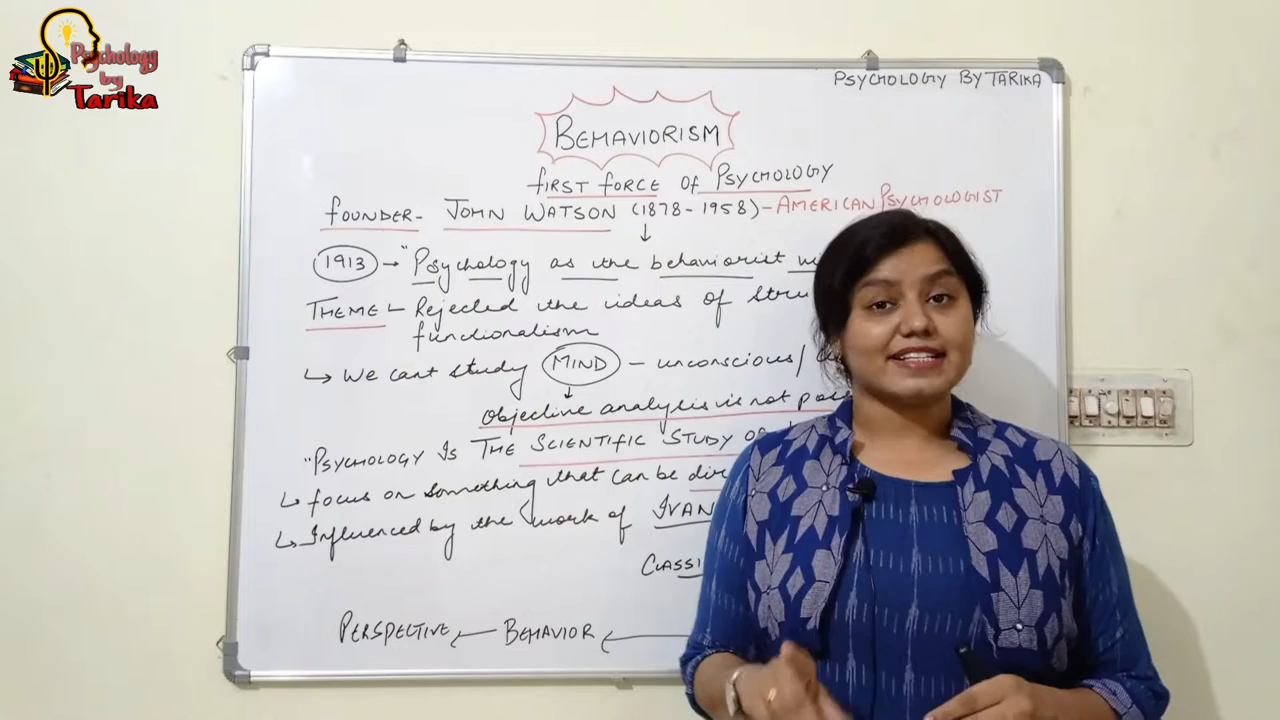 Psychology
by
Tarika
PSYCHOLOGY BY TARIKA
BEHAVIORISM
fIRST fORCE Of PSYCHOLOGY
fOUNDER- JOHN WATSON (1878-1958)-AMERICAN PSYCHOLOGIST
1913 → "Psychology as the behaviorist
THEME - Rejected the ideas of
functionalism
↳ We cant study MIND - unconscious/
↓
Objective analysis is not
"PSYCHOLOGY IS THE SCIENTIFIC STUDY OF
↳ focus on something that can be
↳ Influenced by the work of IVAN
PERSPECTIVE ← BEHAVIOR ←